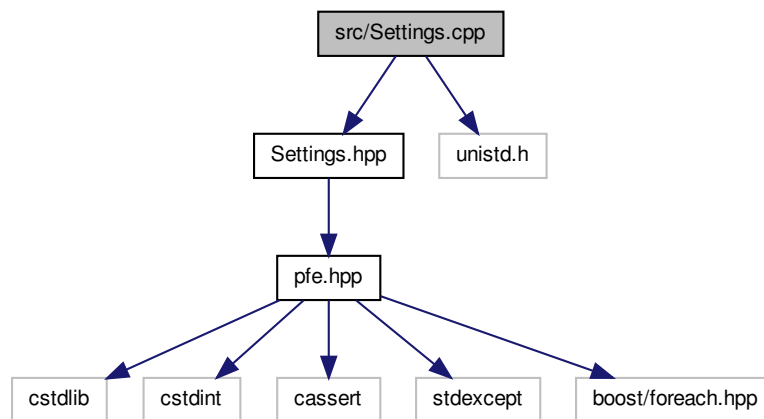 src/Settings.cpp
Settings.hpp
unistd.h
pfe.hpp
cstdlib
cstdint
cassert
stdexcept
boost/foreach.hpp